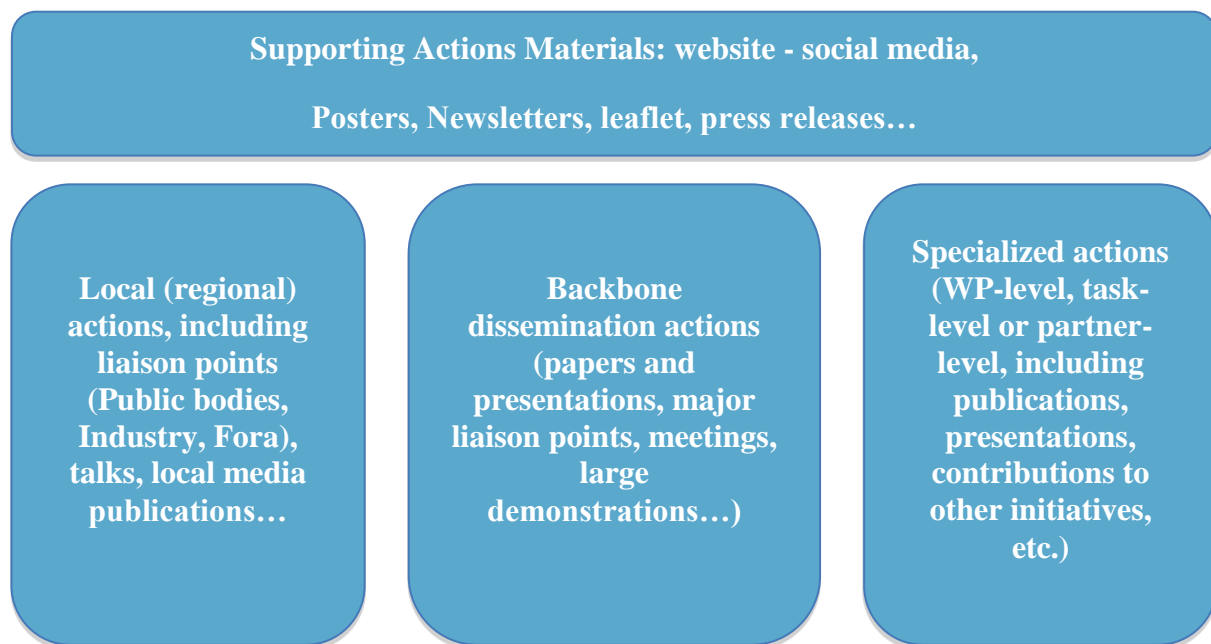 Supporting Actions Materials: website - social media,
Posters, Newsletters, leaflet, press releases…
Local (regional)
actions, including
liaison points
(Public bodies,
Industry, Fora),
talks, local media
publications…
Backbone
dissemination actions
(papers and
presentations, major
liaison points, meetings,
large
demonstrations…)
Specialized actions
(WP-level, task-
level or partner-
level, including
publications,
presentations,
contributions to
other initiatives,
etc.)